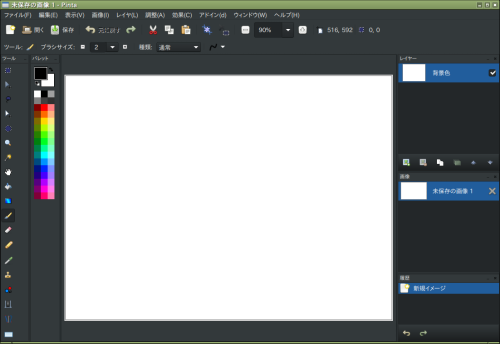 未保存の画像 1 - Pinta
ファイル(F) 編集(E) 表示(V) 画像(I) レイヤ(L) 調整(A) 効果(C) アドイン(d) ウィンドウ(W) ヘルプ(H)
開く 保存 元に戻す 90% 516, 592 0, 0
ツール: ブラシサイズ: 2 種類: 通常
ツール パレット レイヤー
背景色
画像
未保存の画像 1
履歴
新規イメージ